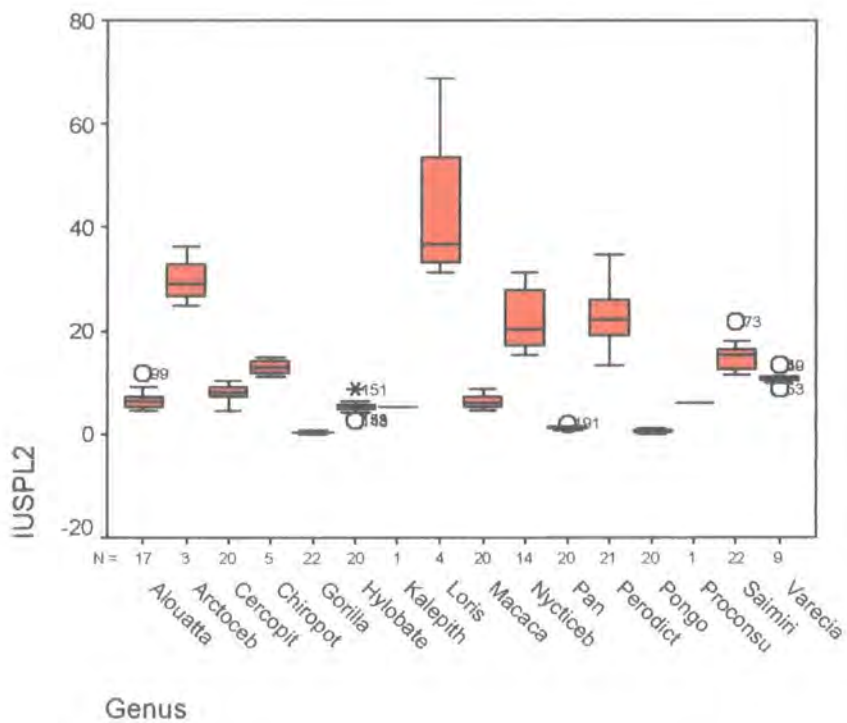 80
60
40
20
0
-20
IUSPL2
99
151
73
191
53
N = 17 3 20 5 22 20 1 4 20 14 20 21 20 1 22 9
Alouatta
Arctoceb
Cercopit
Chiropot
Gorilla
Hylobate
Kalepith
Loris
Macaca
Nycticeb
Pan
Perodict
Pongo
Proconsu
Saimiri
Varecia
Genus